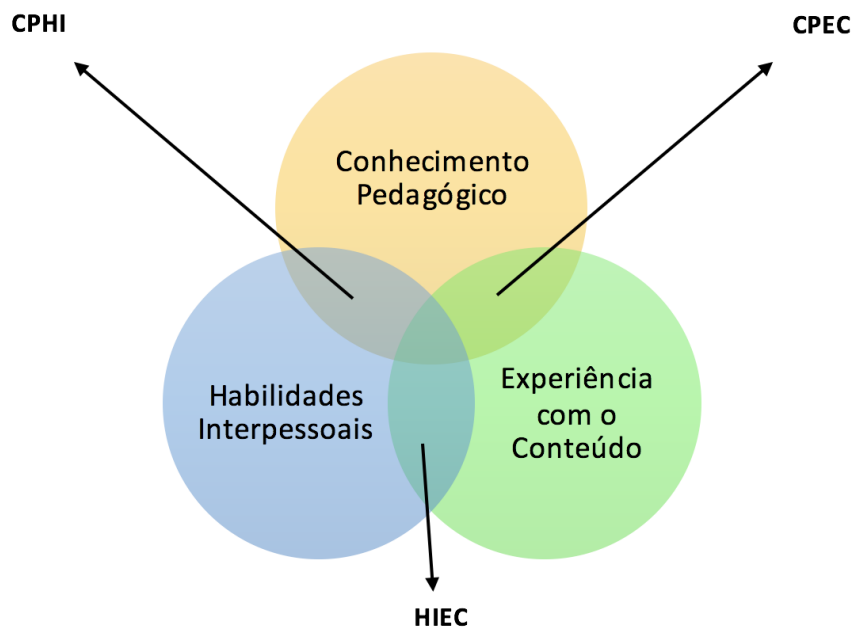 CPHI
CPEC
Conhecimento
Pedagógico
Habilidades
Interpessoais
Experiência
com o
Conteúdo
HIEC